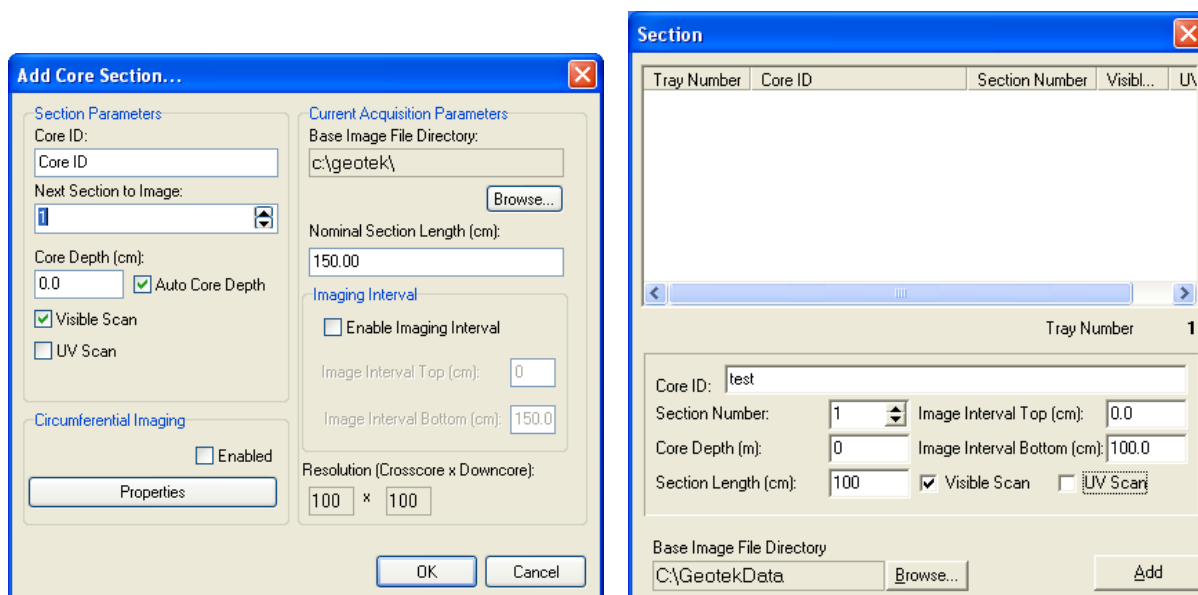 Add Core Section...
Section Parameters
Core ID:
Core ID
Next Section to Image:
1
Core Depth (cm):
0.0
Auto Core Depth
Visible Scan
UV Scan
Circumferential Imaging
Enabled
Properties
Current Acquisition Parameters
Base Image File Directory:
c:\geotek\
Browse...
Nominal Section Length (cm):
150.00
Imaging Interval
Enable Imaging Interval
Image Interval Top (cm): 0
Image Interval Bottom (cm): 150.0
Resolution (Crosscore x Downcore):
100 x 100
OK Cancel
Section
Tray Number Core ID Section Number Visibl... UV
Tray Number 1
Core ID: test
Section Number: 1 Image Interval Top (cm): 0.0
Core Depth (m): 0 Image Interval Bottom (cm): 100.0
Section Length (cm): 100 Visible Scan UV Scan
Base Image File Directory
C:\GeotekData Browse... Add